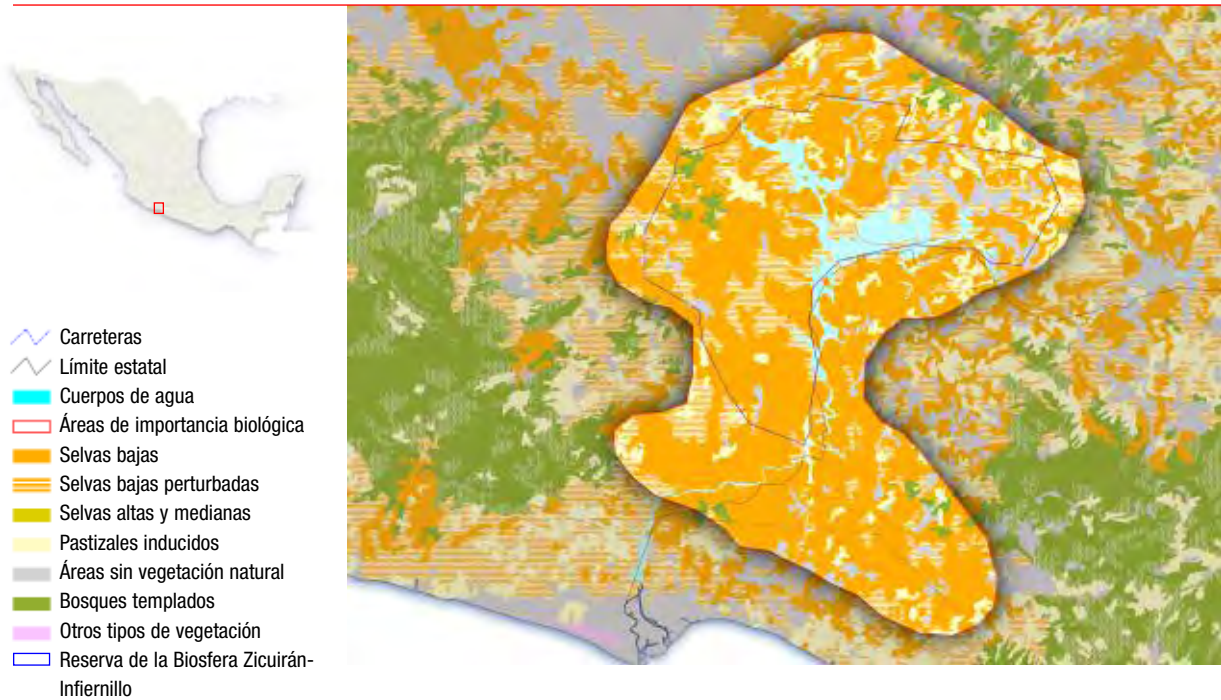 Carreteras
Límite estatal
Cuerpos de agua
Áreas de importancia biológica
Selvas bajas
Selvas bajas perturbadas
Selvas altas y medianas
Pastizales inducidos
Áreas sin vegetación natural
Bosques templados
Otros tipos de vegetación
Reserva de la Biosfera Zicuirán-
Infiernillo